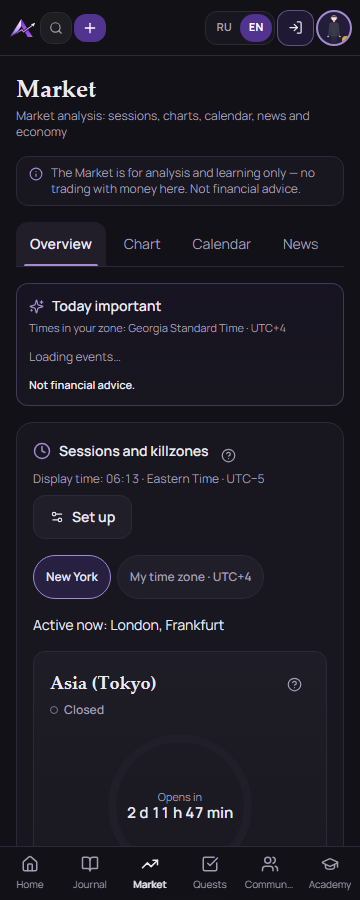 RU EN
Market
Market analysis: sessions, charts, calendar, news and
economy
The Market is for analysis and learning only — no
trading with money here. Not financial advice.
Overview Chart Calendar News
Today important
Times in your zone: Georgia Standard Time · UTC+4
Loading events…
Not financial advice.
Sessions and killzones
Display time: 06:13 · Eastern Time · UTC−5
Set up
New York My time zone · UTC+4
Active now: London, Frankfurt
Asia (Tokyo)
Closed
Opens in
2 d 11 h 47 min
Home Journal Market Quests Commun… Academy